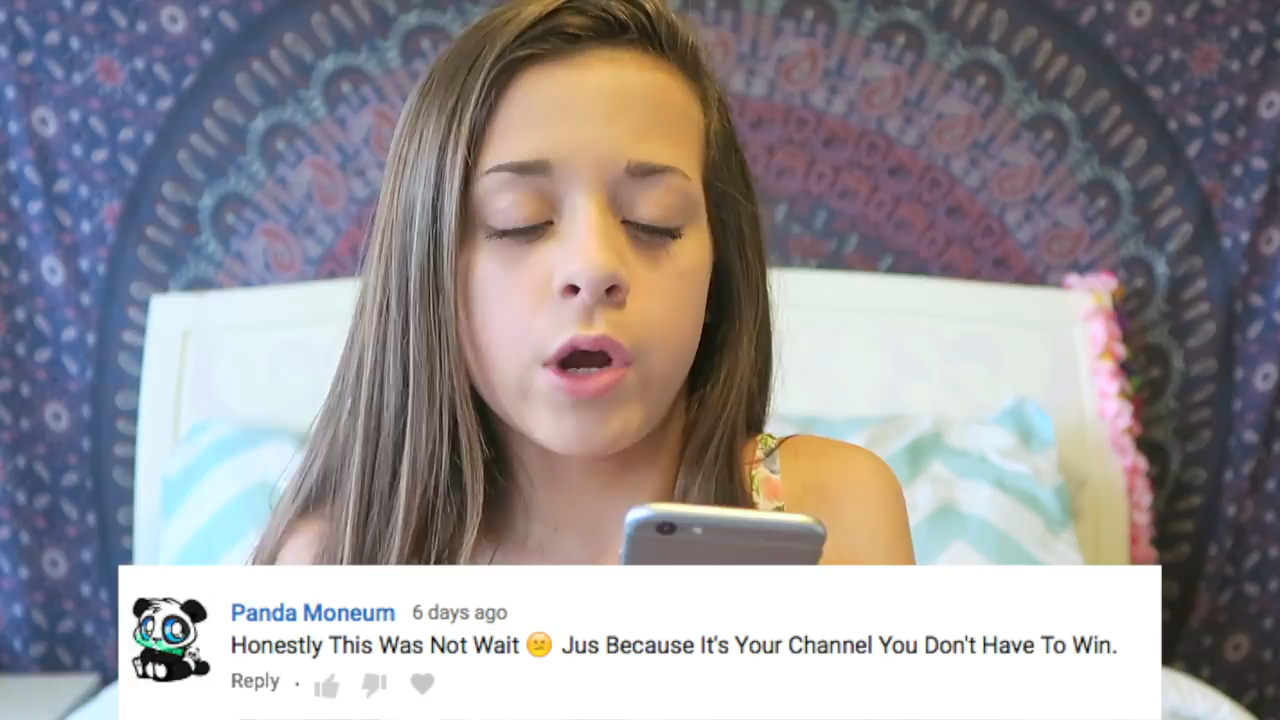 Panda Moneum 6 days ago
Honestly This Was Not Wait 😕 Jus Because It's Your Channel You Don't Have To Win.
Reply ·